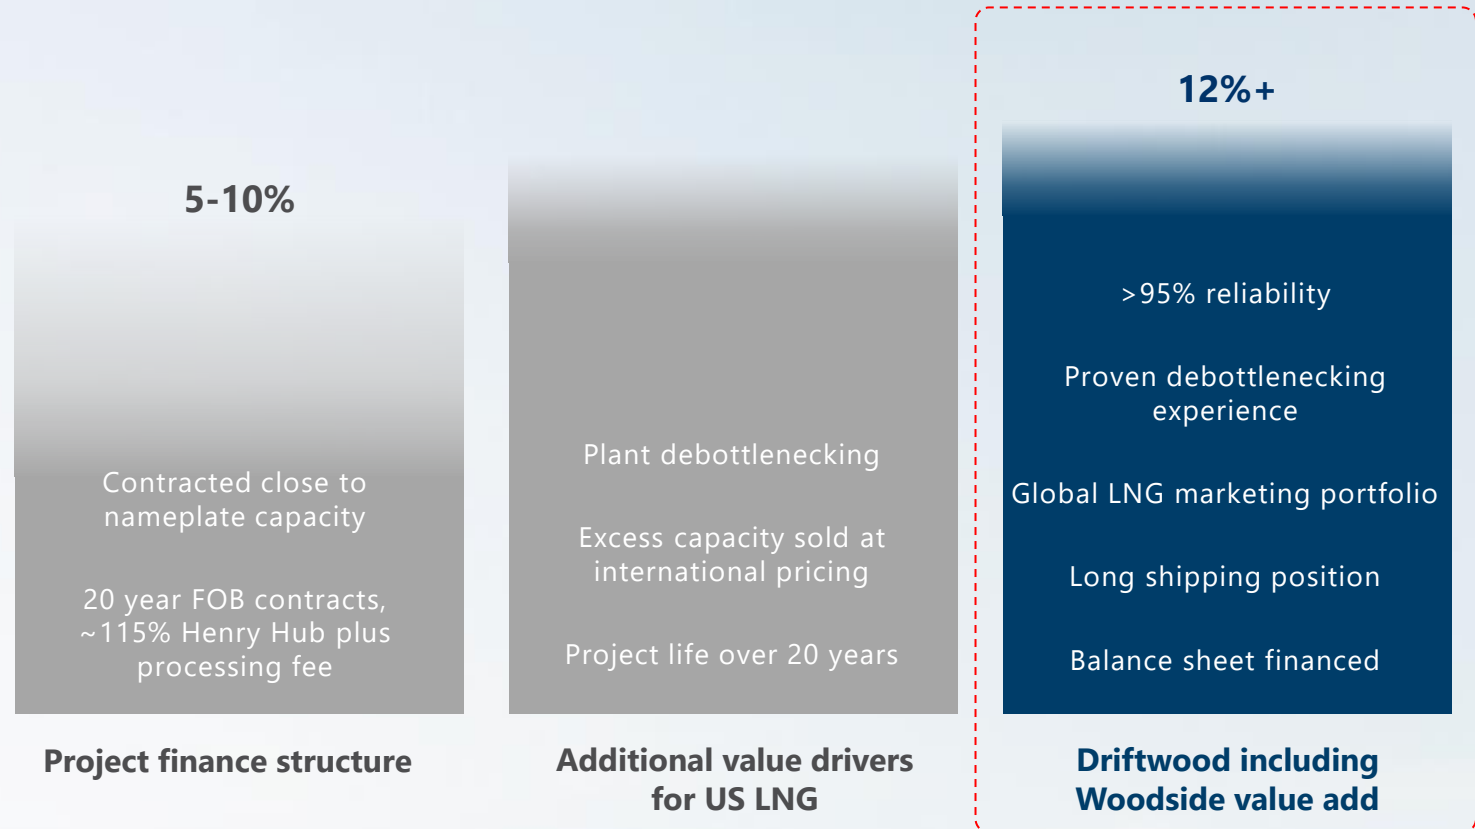 5-10%
Contracted close to
nameplate capacity
20 year FOB contracts,
~115% Henry Hub plus
processing fee
Project finance structure
Plant debottlenecking
Excess capacity sold at
international pricing
Project life over 20 years
Additional value drivers
for US LNG
12%+
>95% reliability
Proven debottlenecking
experience
Global LNG marketing portfolio
Long shipping position
Balance sheet financed
Driftwood including
Woodside value add